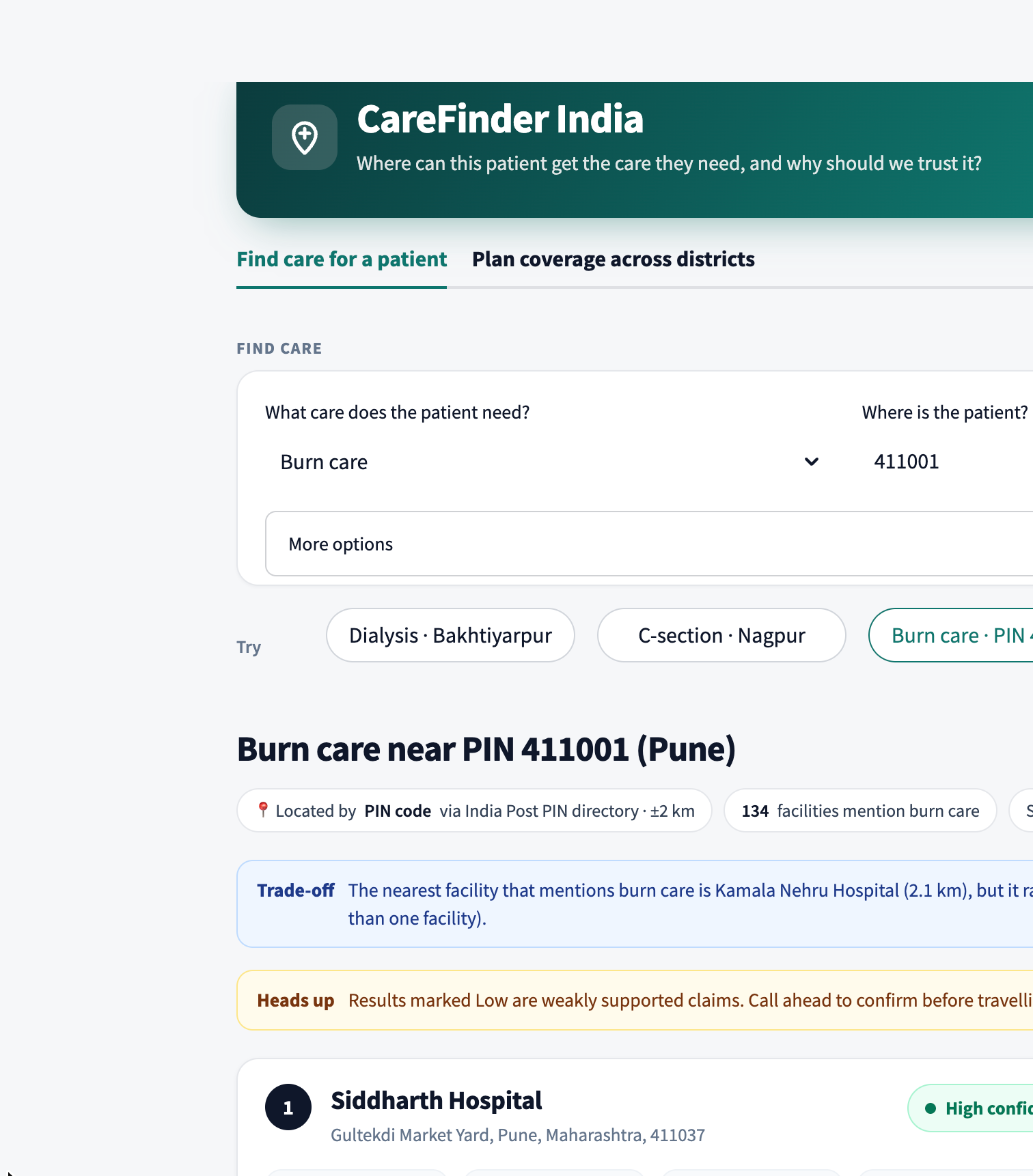 CareFinder India
Where can this patient get the care they need, and why should we trust it?
Find care for a patient Plan coverage across districts
FIND CARE
What care does the patient need? Where is the patient?
Burn care 411001
More options
Try Dialysis · Bakhtiyarpur C-section · Nagpur Burn care · PIN
Burn care near PIN 411001 (Pune)
📍 Located by PIN code via India Post PIN directory · ±2 km 134 facilities mention burn care
Trade-off The nearest facility that mentions burn care is Kamala Nehru Hospital (2.1 km), but it
than one facility).
Heads up Results marked Low are weakly supported claims. Call ahead to confirm before
1 Siddharth Hospital High
Gultekdi Market Yard, Pune, Maharashtra, 411037